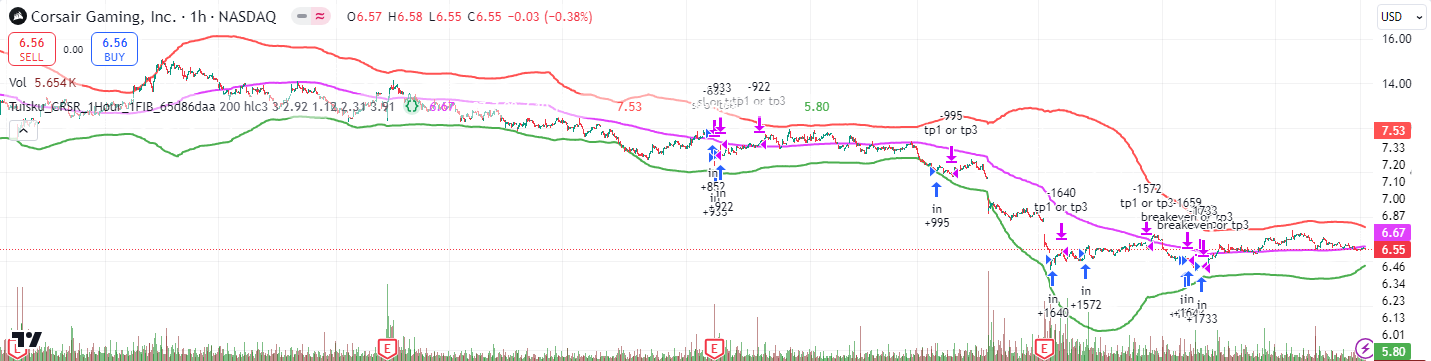 Corsair Gaming, Inc. · 1h · NASDAQ
O6.57 H6.58 L6.55 C6.55 −0.03 (−0.38%)
USD
6.56
SELL
0.00
6.56
BUY
Vol 5.654K
Tulsku_CRSR_1Hour_1FIB_65d86daa 200 hlc3 3 2.92 1.12 2.31 3.91 6.67 7.53 5.80
16.00
14.00
7.53
7.33
7.20
7.10
7.00
6.87
6.67
6.55
6.46
6.34
6.23
6.13
6.01
5.80
-933
-922
tp1 or tp3
in
+852
in
in
+933
+922
-995
tp1 or tp3
in
+995
-1640
tp1 or tp3
in
+1640
in
+1572
-1572
tp1 or tp3
-1659
-1733
breakeven or tp3
breakeven or tp3
in
in
+1733
E
E
E